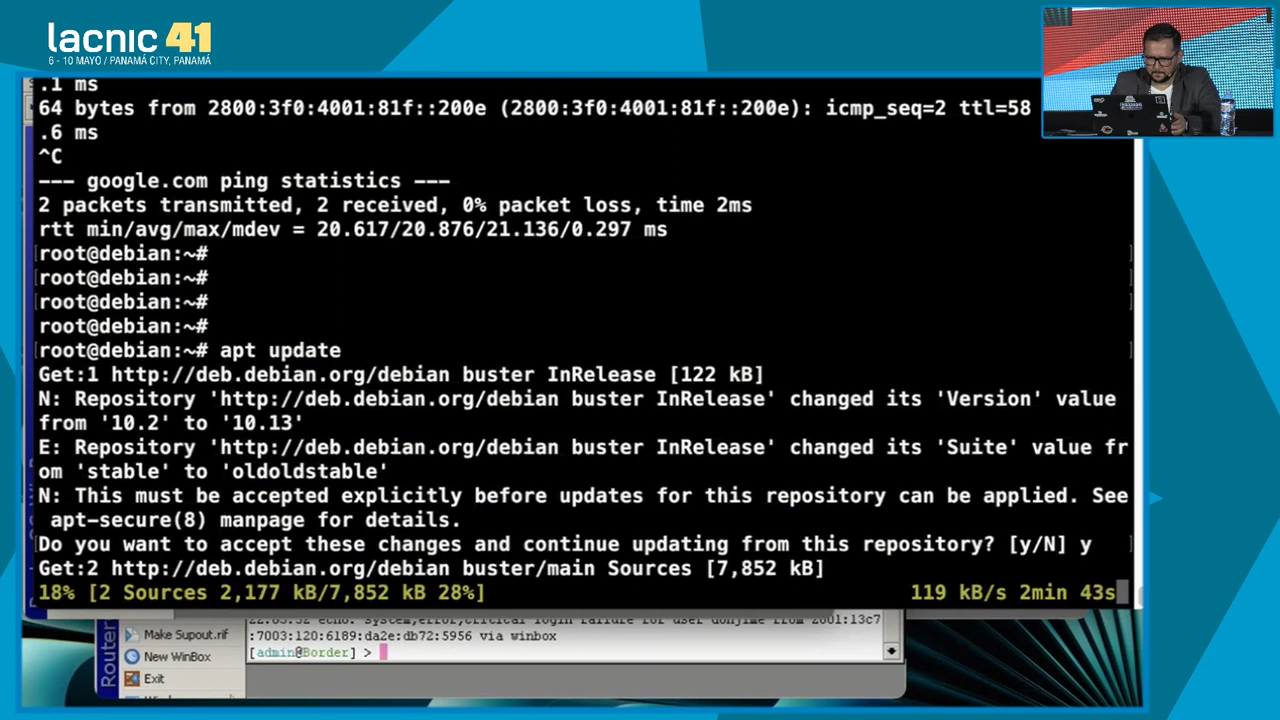 lacnic 41
6 - 10 MAYO / PANAMÁ CITY, PANAMÁ
.1 ms
64 bytes from 2800:3f0:4001:81f::200e (2800:3f0:4001:81f::200e): icmp_seq=2 ttl=58
.6 ms
^C
--- google.com ping statistics ---
2 packets transmitted, 2 received, 0% packet loss, time 2ms
rtt min/avg/max/mdev = 20.617/20.876/21.136/0.297 ms
root@debian:~#
root@debian:~#
root@debian:~#
root@debian:~#
root@debian:~# apt update
Get:1 http://deb.debian.org/debian buster InRelease [122 kB]
N: Repository 'http://deb.debian.org/debian buster InRelease' changed its 'Version' value
from '10.2' to '10.13'
E: Repository 'http://deb.debian.org/debian buster InRelease' changed its 'Suite' value fr
om 'stable' to 'oldoldstable'
N: This must be accepted explicitly before updates for this repository can be applied. See
apt-secure(8) manpage for details.
Do you want to accept these changes and continue updating from this repository? [y/N] y
Get:2 http://deb.debian.org/debian buster/main Sources [7,852 kB]
18% [2 Sources 2,177 kB/7,852 kB 28%] 119 kB/s 2min 43s
Router
Make Supout.rif
New WinBox
Exit
:7003:120:6189:da2e:db72:5956 via winbox
[admin@Border] >